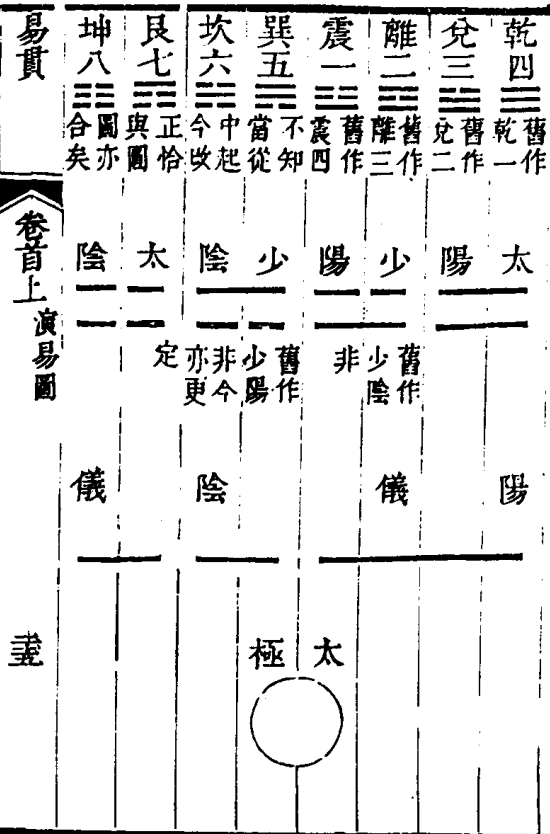 乾四
舊作
乾一
兌三
舊作
兌二
離二
舊作
離三
震一
舊作
震四
巽五
不知
當從
坎六
中起
今攺
艮七
正恰
與圖
坤八
圖亦
合矣
太陽
少陽
少陰
太陰
舊作
少陰
非
舊作
少陽
非今
亦更
定
陽儀
陰儀
太極
易貫
卷首上 演易圖